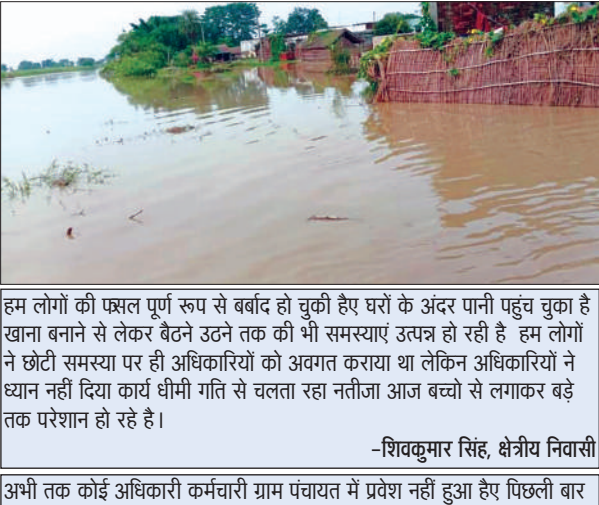 हम लोगों की फसल पूर्ण रूप से बर्बाद हो चुकी हैए घरों के अंदर पानी पहुंच चुका है
खाना बनाने से लेकर बैठने उठने तक की भी समस्याएं उत्पन्न हो रही है हम लोगों
ने छोटी समस्या पर ही अधिकारियों को अवगत कराया था लेकिन अधिकारियों ने
ध्यान नहीं दिया कार्य धीमी गति से चलता रहा नतीजा आज बच्चो से लगाकर बड़े
तक परेशान हो रहे है।
-शिवकुमार सिंह, क्षेत्रीय निवासी
अभी तक कोई अधिकारी कर्मचारी ग्राम पंचायत में प्रवेश नहीं हुआ हैए पिछली बार